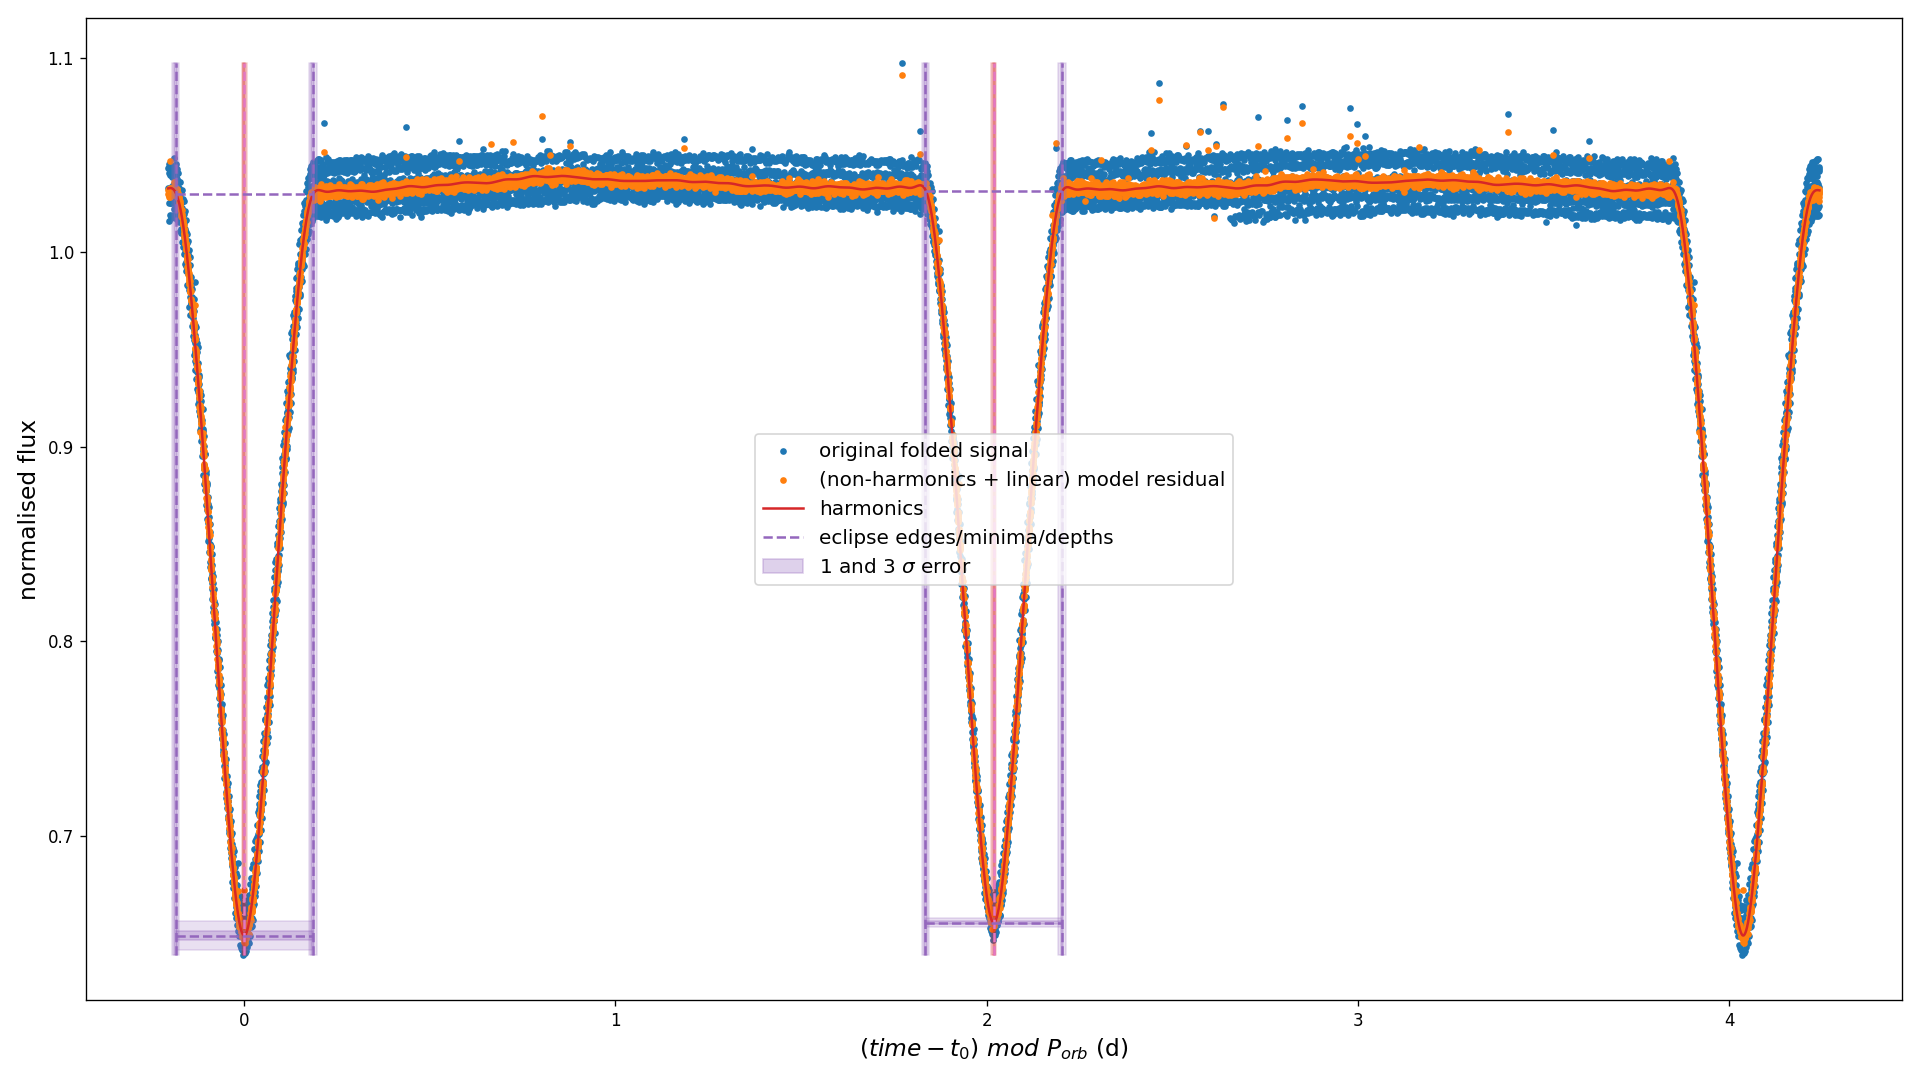 normalised flux
1.1
1.0
0.9
0.8
0.7
original folded signal
(non-harmonics + linear) model residual
harmonics
eclipse edges/minima/depths
1 and 3 σ error
0
1
2
3
4
(time − t₀) mod Pₒᵣb (d)